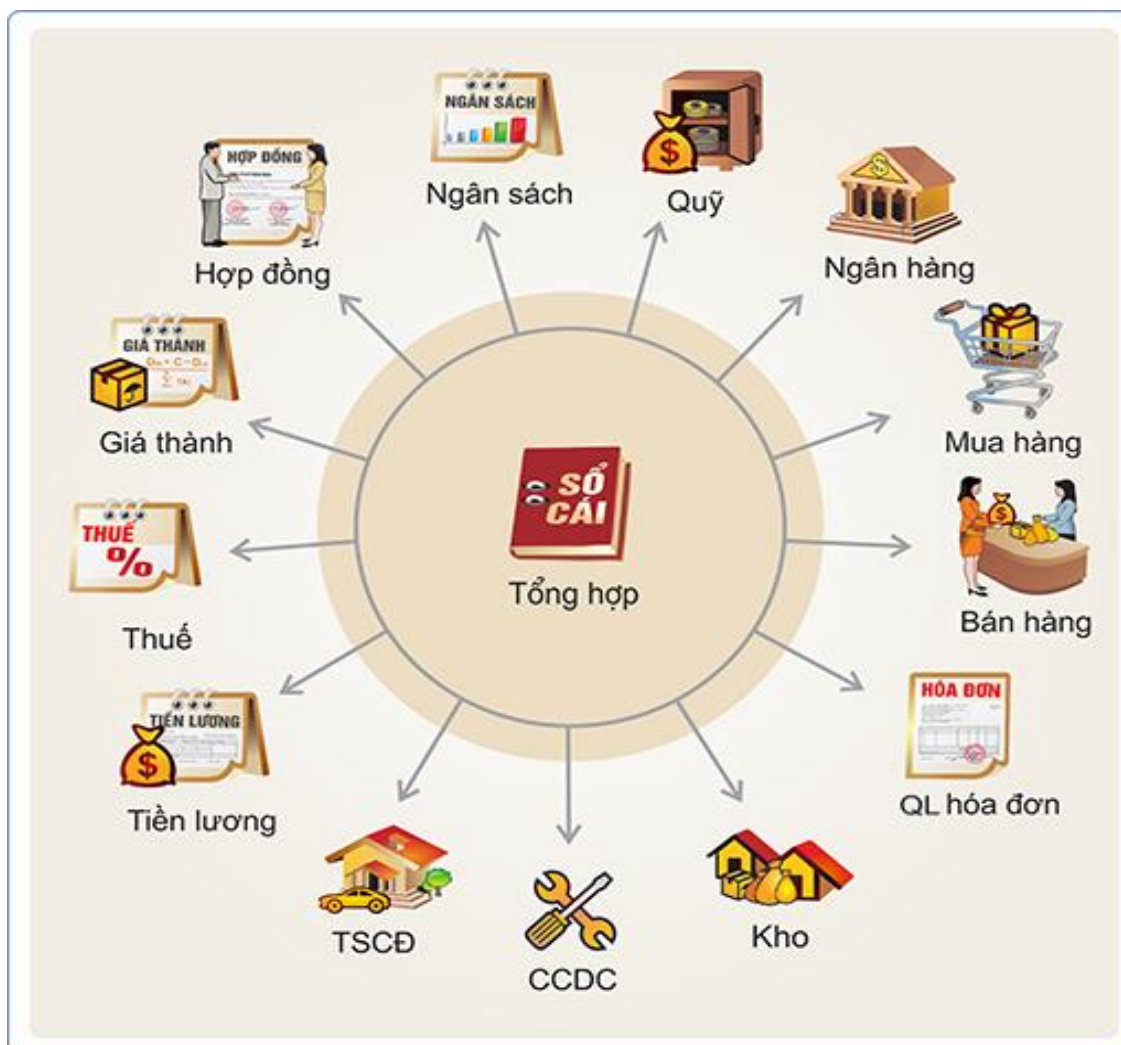 NGÂN SÁCH
Ngân sách
Quỹ
HỢP ĐỒNG
Hợp đồng
Ngân hàng
GIÁ THÀNH
Giá thành
Mua hàng
SỔ
CÁI
Tổng hợp
THUẾ
%
Thuế
Bán hàng
TIỀN LƯƠNG
Tiền lương
HÓA ĐƠN
QL hóa đơn
TSCĐ
CCDC
Kho